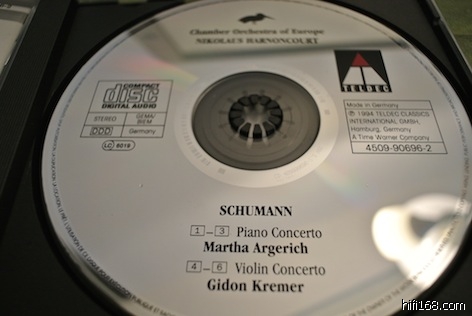 Chamber Orchestra of Europe
NIKOLAUS HARNONCOURT
COMPACT
disc
DIGITAL AUDIO
STEREO
GEMA/
BIEM
DDD
Germany
LC 6019
TELDEC
Made in Germany
℗ 1994 TELDEC CLASSICS
INTERNATIONAL GMBH
Hamburg, Germany
A Time Warner Company
4509-90696-2
SCHUMANN
1–3 Piano Concerto
Martha Argerich
4–6 Violin Concerto
Gidon Kremer
hifi168.com